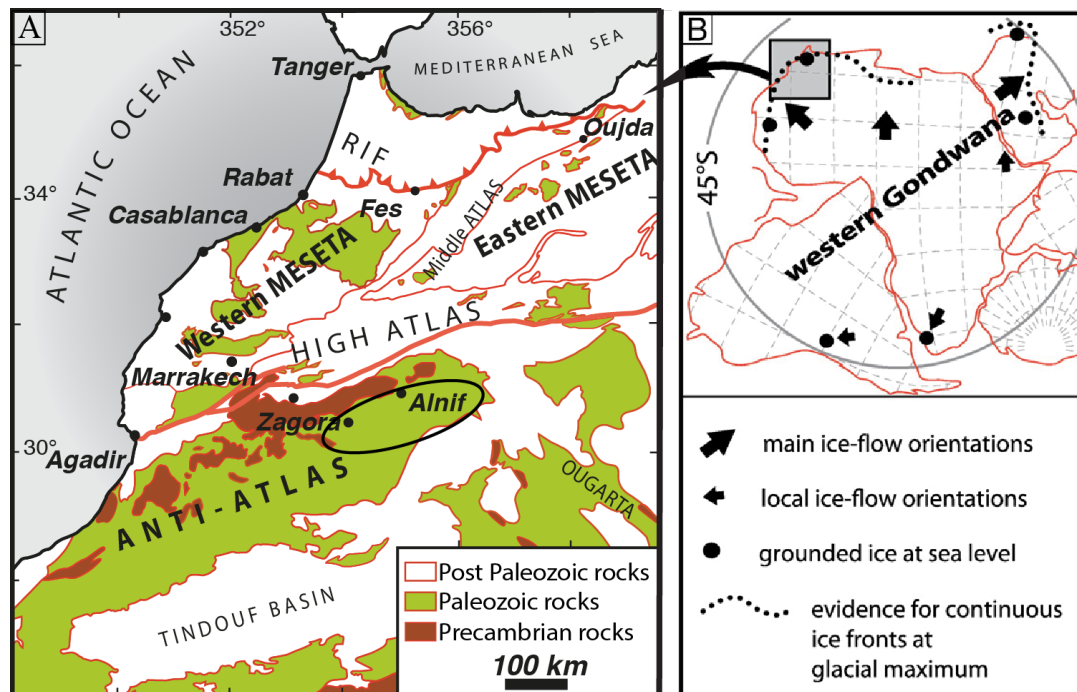 A
352°
356°
Tanger
MEDITERRANEAN SEA
ATLANTIC OCEAN
Oujda
RIF
Rabat
34°
Fes
Casablanca
Middle ATLAS
Eastern MESETA
Western MESETA
HIGH ATLAS
Marrakech
Alnif
Zagora
30°
Agadir
ANTI-ATLAS
OUGARTA
TINDOUF BASIN
Post Paleozoic rocks
Paleozoic rocks
Precambrian rocks
100 km
B
45°S
western Gondwana
main ice-flow orientations
local ice-flow orientations
grounded ice at sea level
evidence for continuous
ice fronts at
glacial maximum